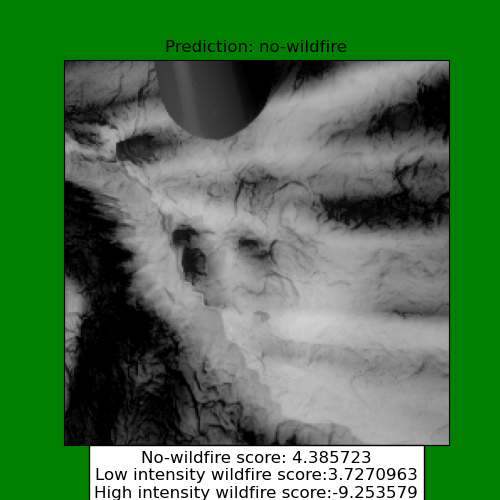 Prediction: no-wildfire
No-wildfire score: 4.385723
Low intensity wildfire score:3.7270963
High intensity wildfire score:-9.253579